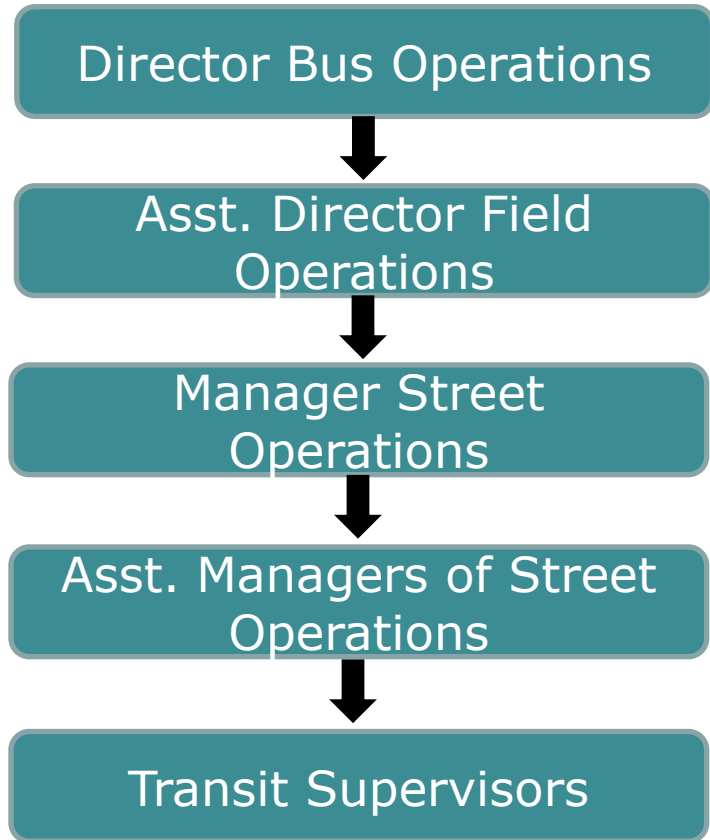 Director Bus Operations
Asst. Director Field
Operations
Manager Street
Operations
Asst. Managers of Street
Operations
Transit Supervisors